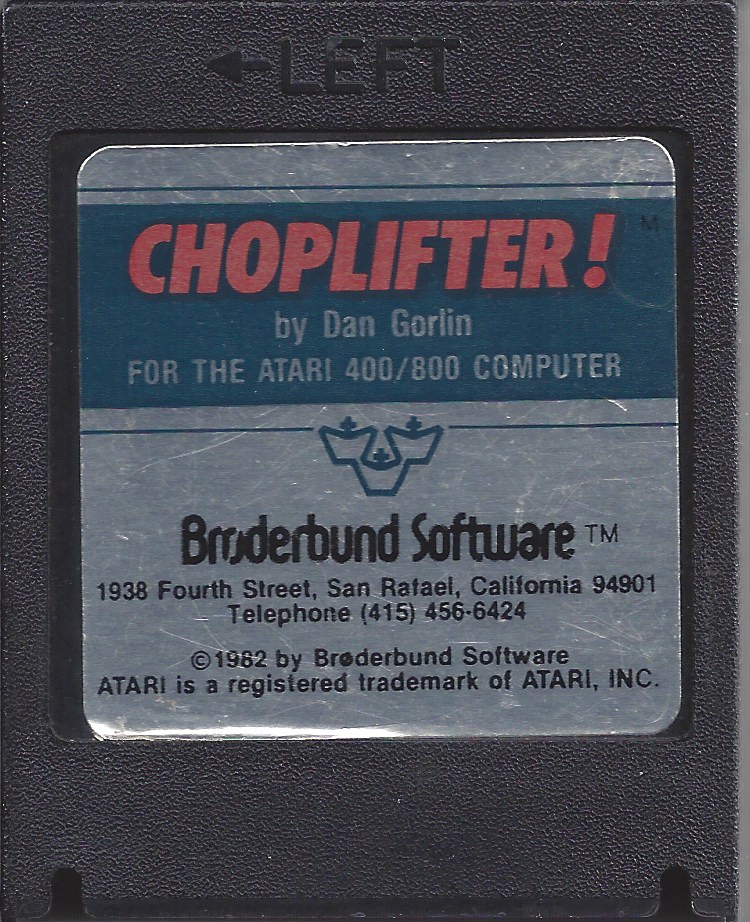 ←LEFT
CHOPLIFTER!™
by Dan Gorlin
FOR THE ATARI 400/800 COMPUTER
Brøderbund Software™
1938 Fourth Street, San Rafael, California 94901
Telephone (415) 456-6424
©1982 by Brøderbund Software
ATARI is a registered trademark of ATARI, INC.